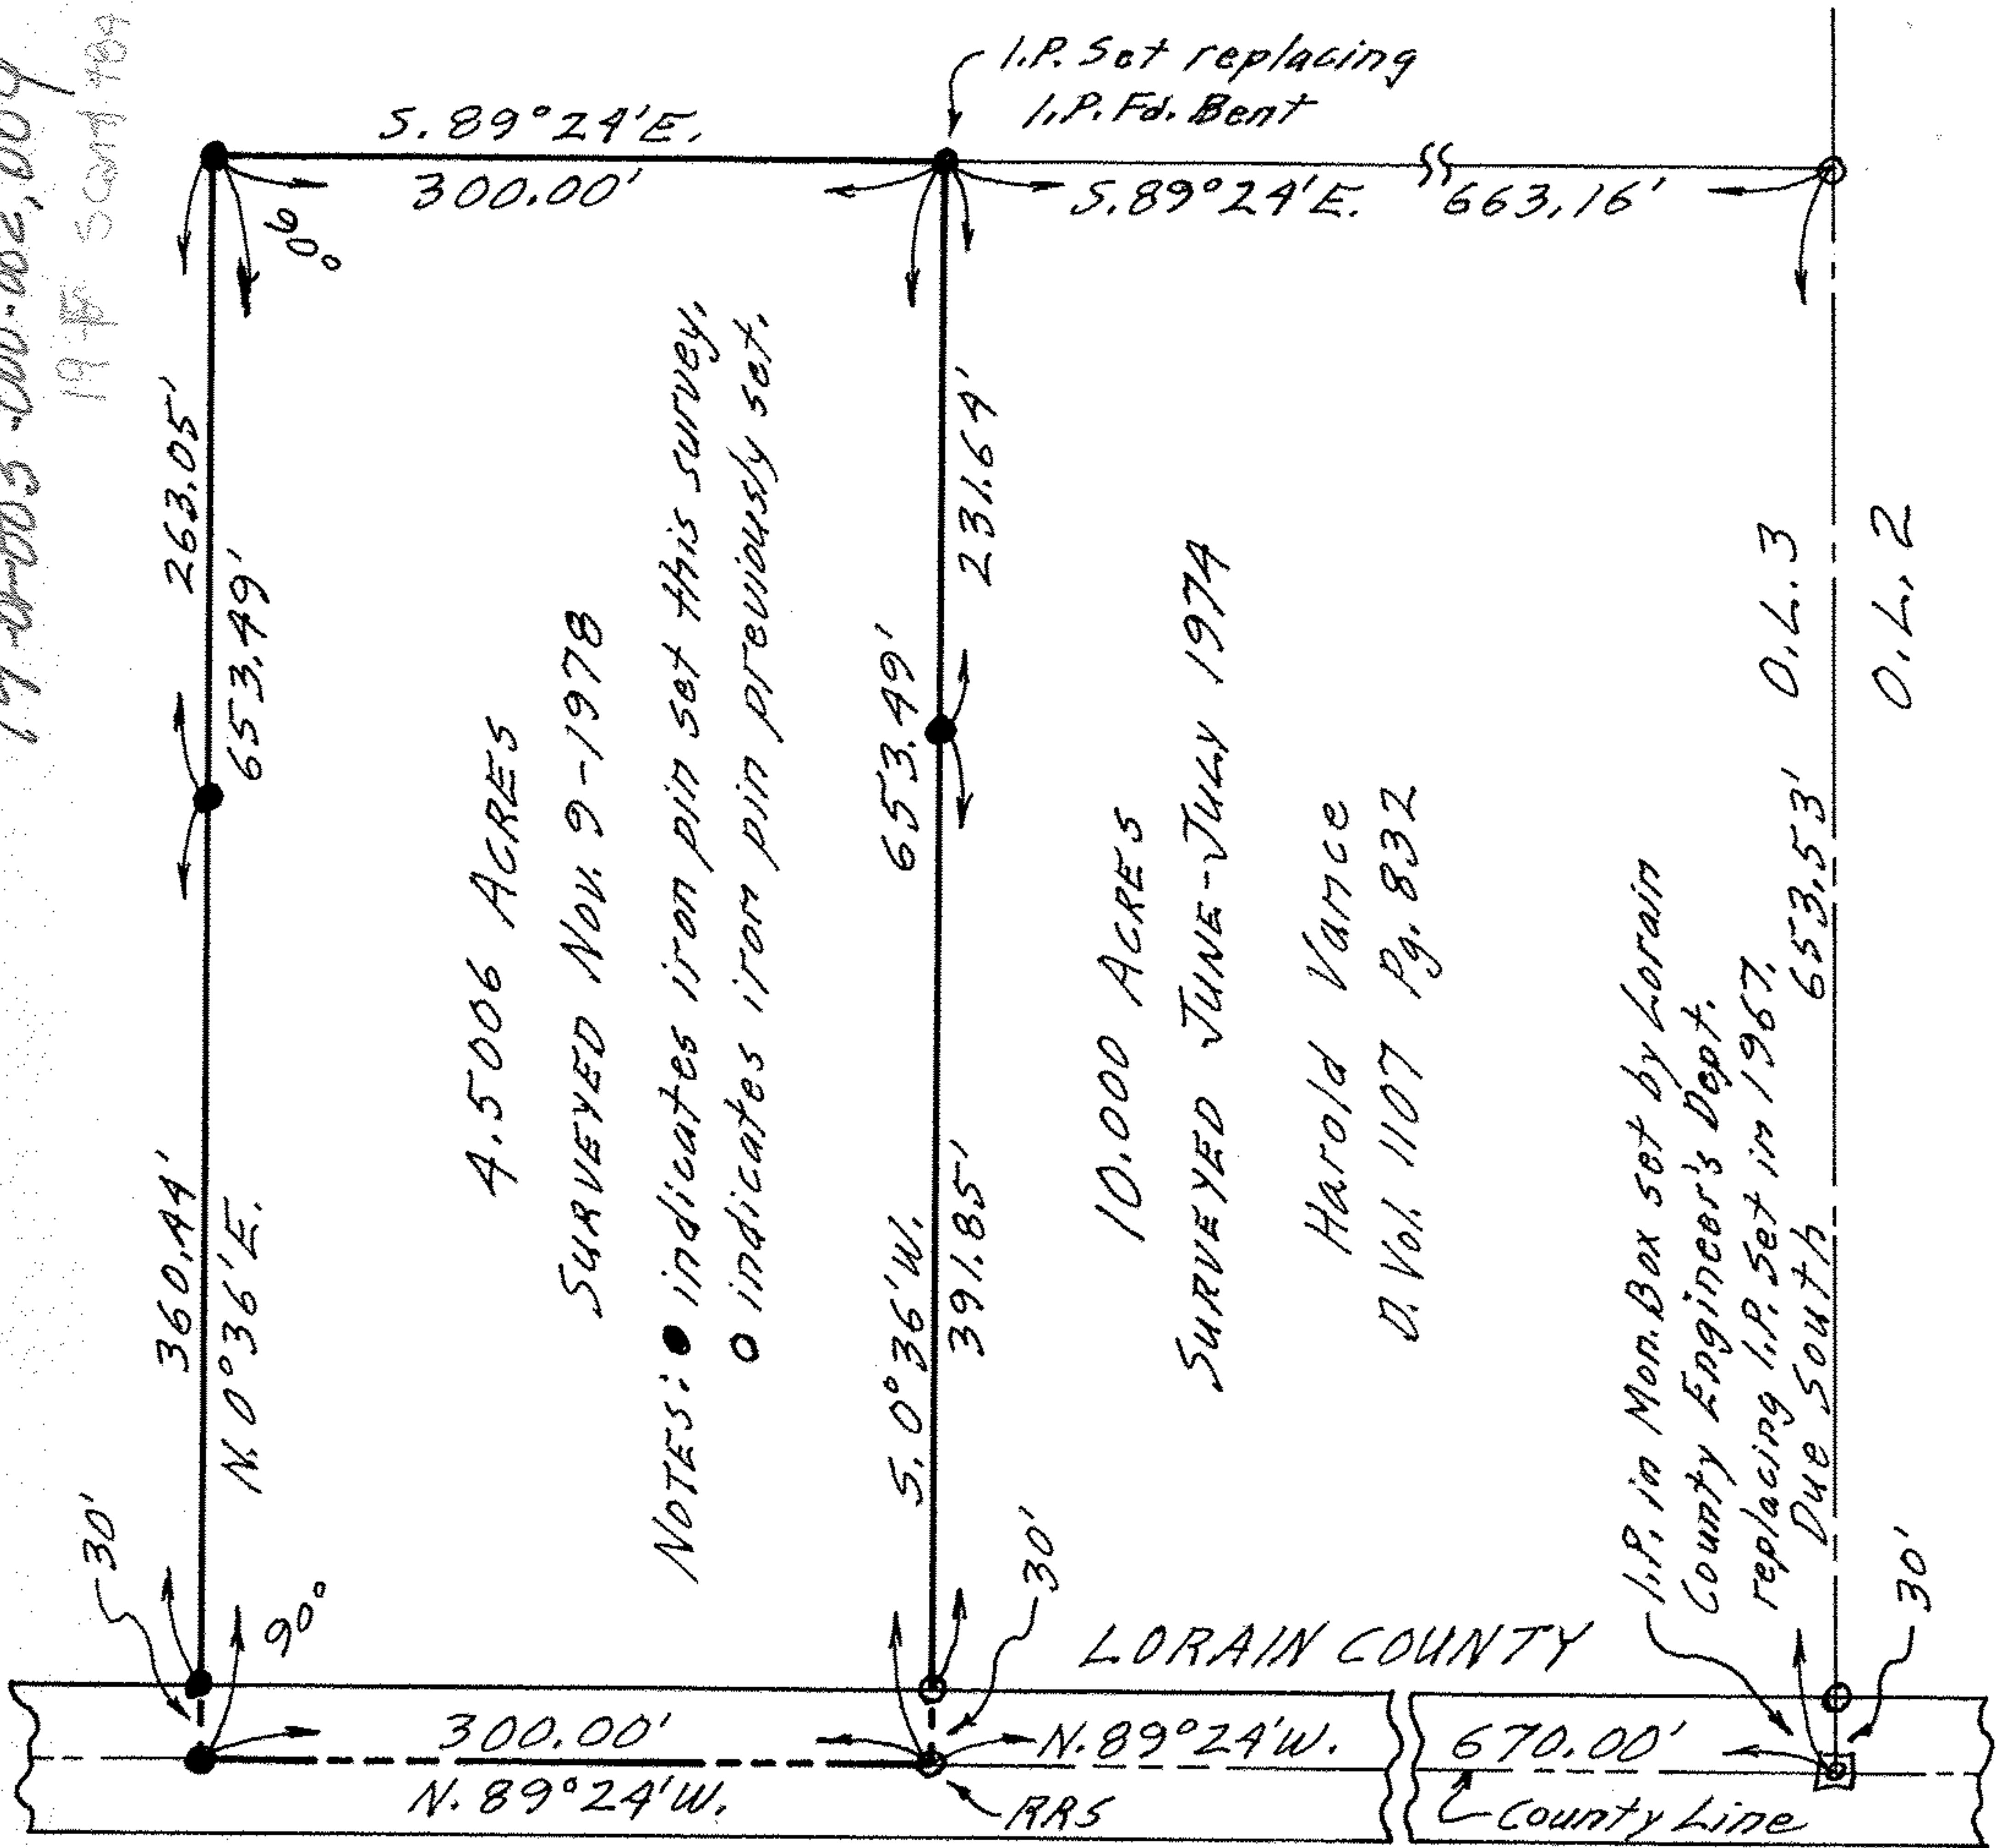 I.P. Set replacing
I.P. Fd. Bent
S. 89° 24' E.
300.00'
S. 89° 24' E. 663.16'
90°
263.05'
653.49'
360.44'
N. 0° 36' E.
30'
90°
4.5006 ACRES
SURVEYED NOV. 9-1978
NOTES: ● indicates iron pin set this survey.
○ indicates iron pin previously set.
231.64'
653.49'
S. 0° 36' W.
391.85'
30'
10.000 ACRES
SURVEYED JUNE-JULY 1974
Harold Vance
D. Vol. 1107 Pg. 832
I.P. in Mon. Box set by Lorain
County Engineer's Dept.
replacing I.P. Set in 1967.
Due South 653.53' O.L. 3
O.L. 2
30'
LORAIN COUNTY
300.00'
N. 89° 24' W.
N. 89° 24' W.
670.00'
RRS
County Line